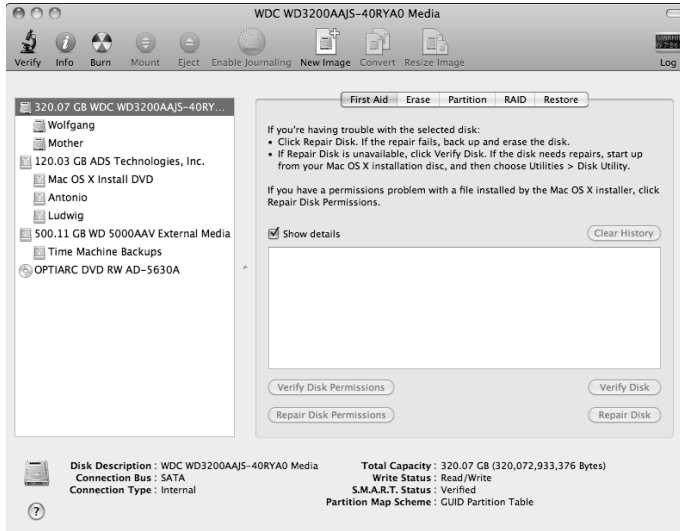 WDC WD3200AAJS-40RYA0 Media
Verify Info Burn Mount Eject Enable Journaling New Image Convert Resize Image Log
320.07 GB WDC WD3200AAJS-40RY...
Wolfgang
Mother
120.03 GB ADS Technologies, Inc.
Mac OS X Install DVD
Antonio
Ludwig
500.11 GB WD 5000AAV External Media
Time Machine Backups
OPTIARC DVD RW AD-5630A
First Aid Erase Partition RAID Restore
If you're having trouble with the selected disk:
• Click Repair Disk. If the repair fails, back up and erase the disk.
• If Repair Disk is unavailable, click Verify Disk. If the disk needs repairs, start up
from your Mac OS X installation disc, and then choose Utilities > Disk Utility.
If you have a permissions problem with a file installed by the Mac OS X installer, click
Repair Disk Permissions.
Show details Clear History
Verify Disk Permissions Verify Disk
Repair Disk Permissions Repair Disk
Disk Description : WDC WD3200AAJS-40RYA0 Media
Connection Bus : SATA
Connection Type : Internal
Total Capacity : 320.07 GB (320,072,933,376 Bytes)
Write Status : Read/Write
S.M.A.R.T. Status : Verified
Partition Map Scheme : GUID Partition Table
?